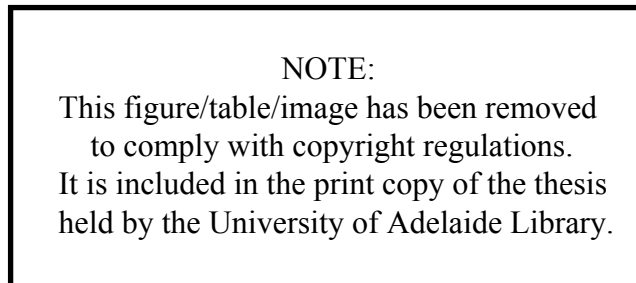 NOTE:
This figure/table/image has been removed
to comply with copyright regulations.
It is included in the print copy of the thesis
held by the University of Adelaide Library.